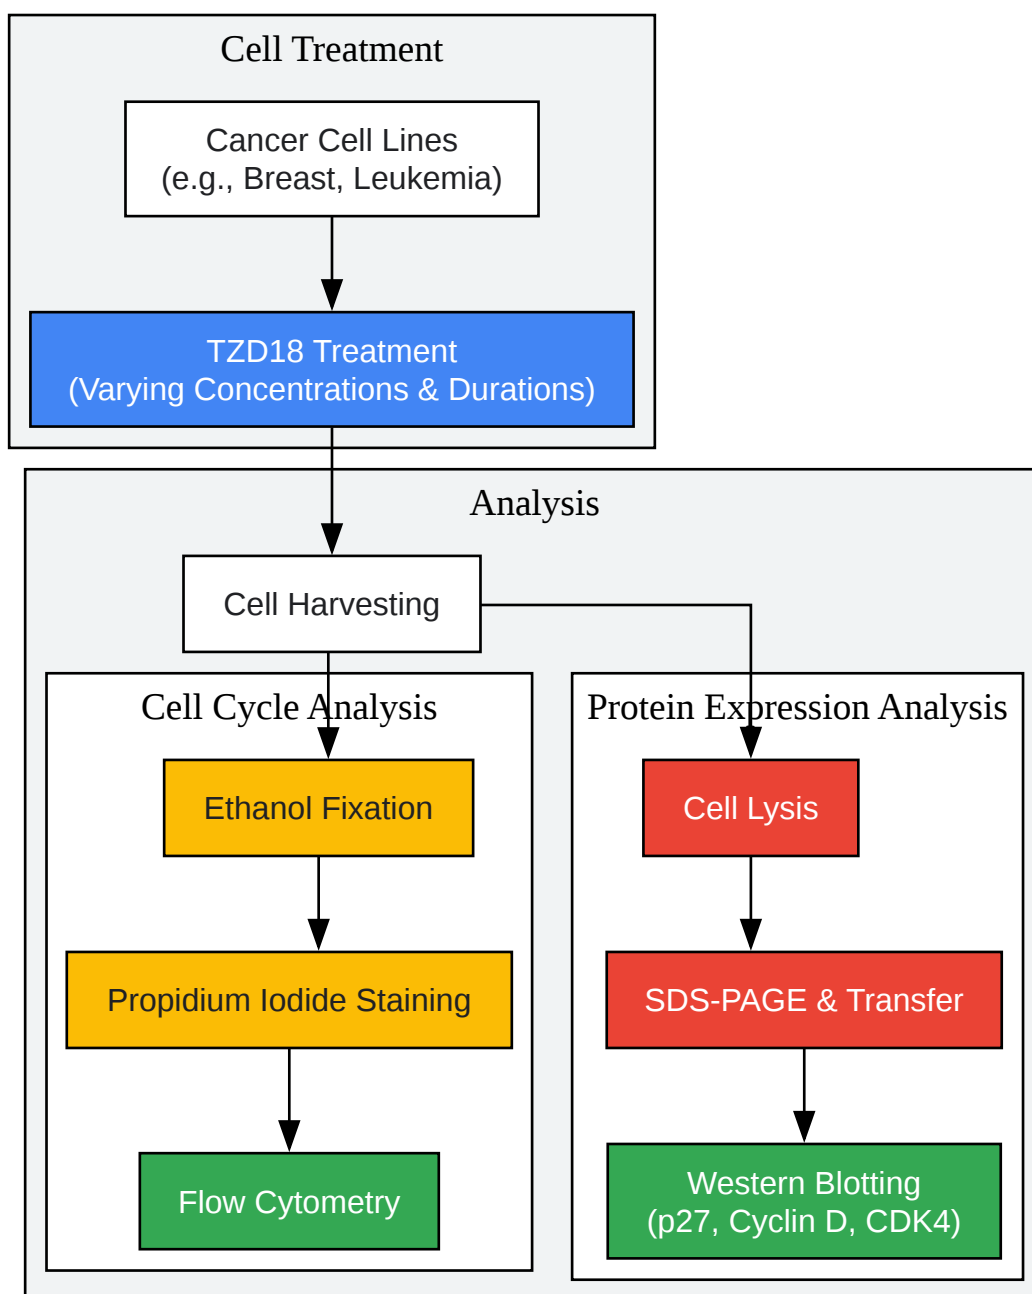 Cell Treatment
Cancer Cell Lines
(e.g., Breast, Leukemia)
TZD18 Treatment
(Varying Concentrations & Durations)
Analysis
Cell Harvesting
Cell Cycle Analysis
Ethanol Fixation
Propidium Iodide Staining
Flow Cytometry
Protein Expression Analysis
Cell Lysis
SDS-PAGE & Transfer
Western Blotting
(p27, Cyclin D, CDK4)